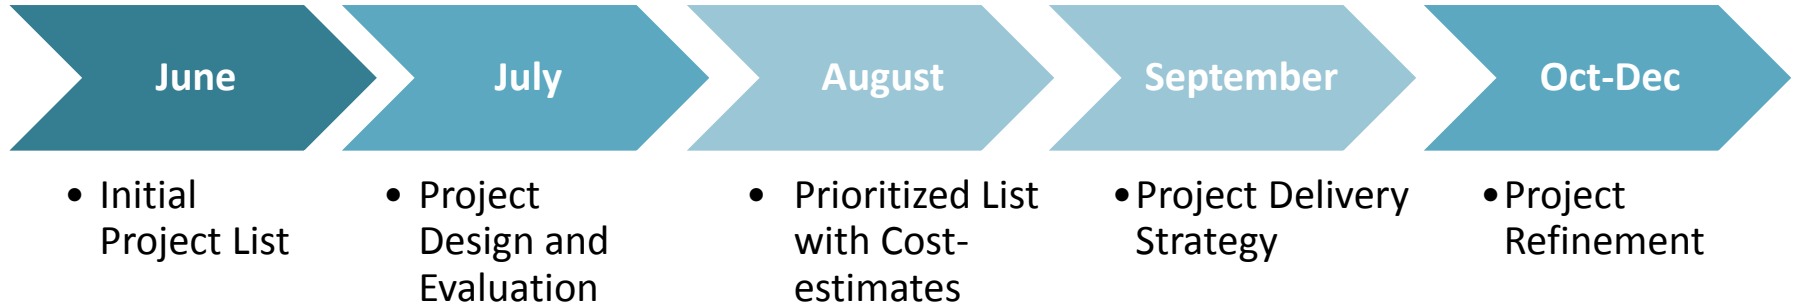 June
July
August
September
Oct-Dec
• Initial
Project List
• Project
Design and
Evaluation
• Prioritized List
with Cost-
estimates
• Project Delivery
Strategy
• Project
Refinement